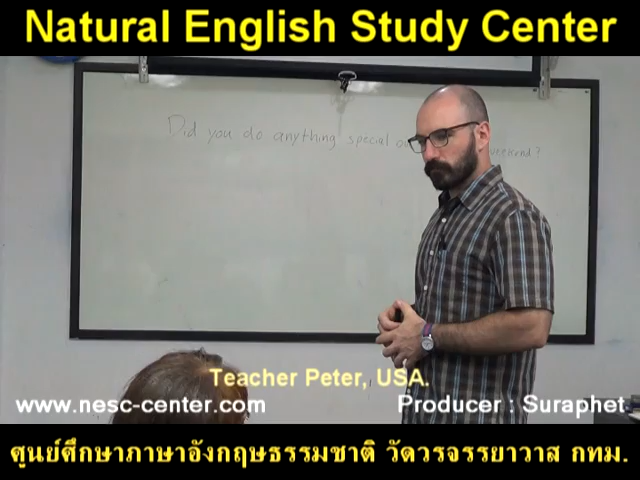 Natural English Study Center
Did you do anything special weekend?
Teacher Peter, USA.
www.nesc-center.com Producer : Suraphet
ศูนย์ศึกษาภาษาอังกฤษธรรมชาติ วัดวรจรรยาวาส กทม.